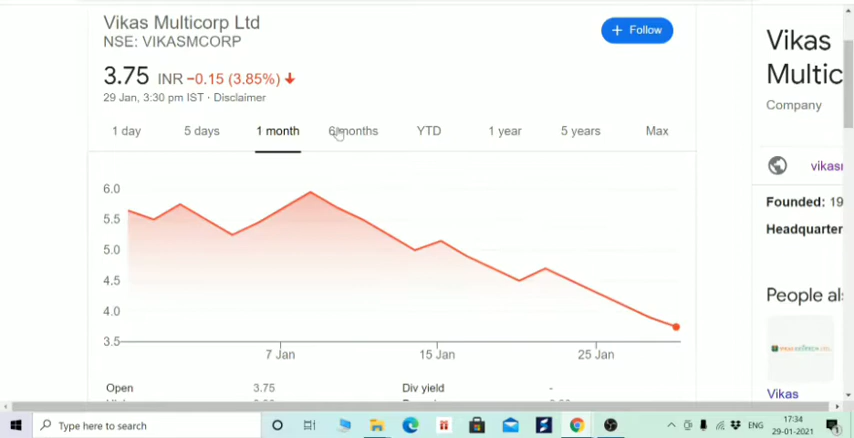 Vikas Multicorp Ltd
NSE: VIKASMCORP
+ Follow
3.75 INR −0.15 (3.85%)
29 Jan, 3:30 pm IST · Disclaimer
1 day 5 days 1 month 6 months YTD 1 year 5 years Max
6.0
5.5
5.0
4.5
4.0
3.5
7 Jan 15 Jan 25 Jan
Open 3.75 Div yield -
Vikas
Multic
Company
vikasr
Founded: 19
Headquarter
People al
Vikas
Type here to search
ENG
17:34
29-01-2021